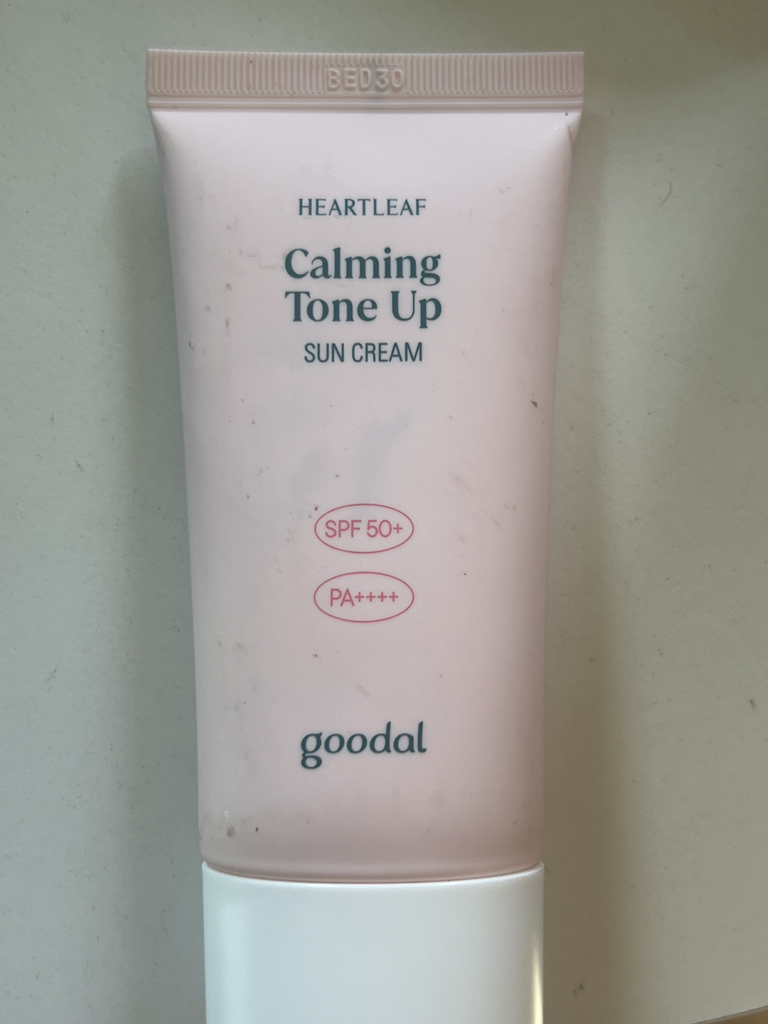 BED30
HEARTLEAF
Calming
Tone Up
SUN CREAM
SPF 50+
PA++++
goodal